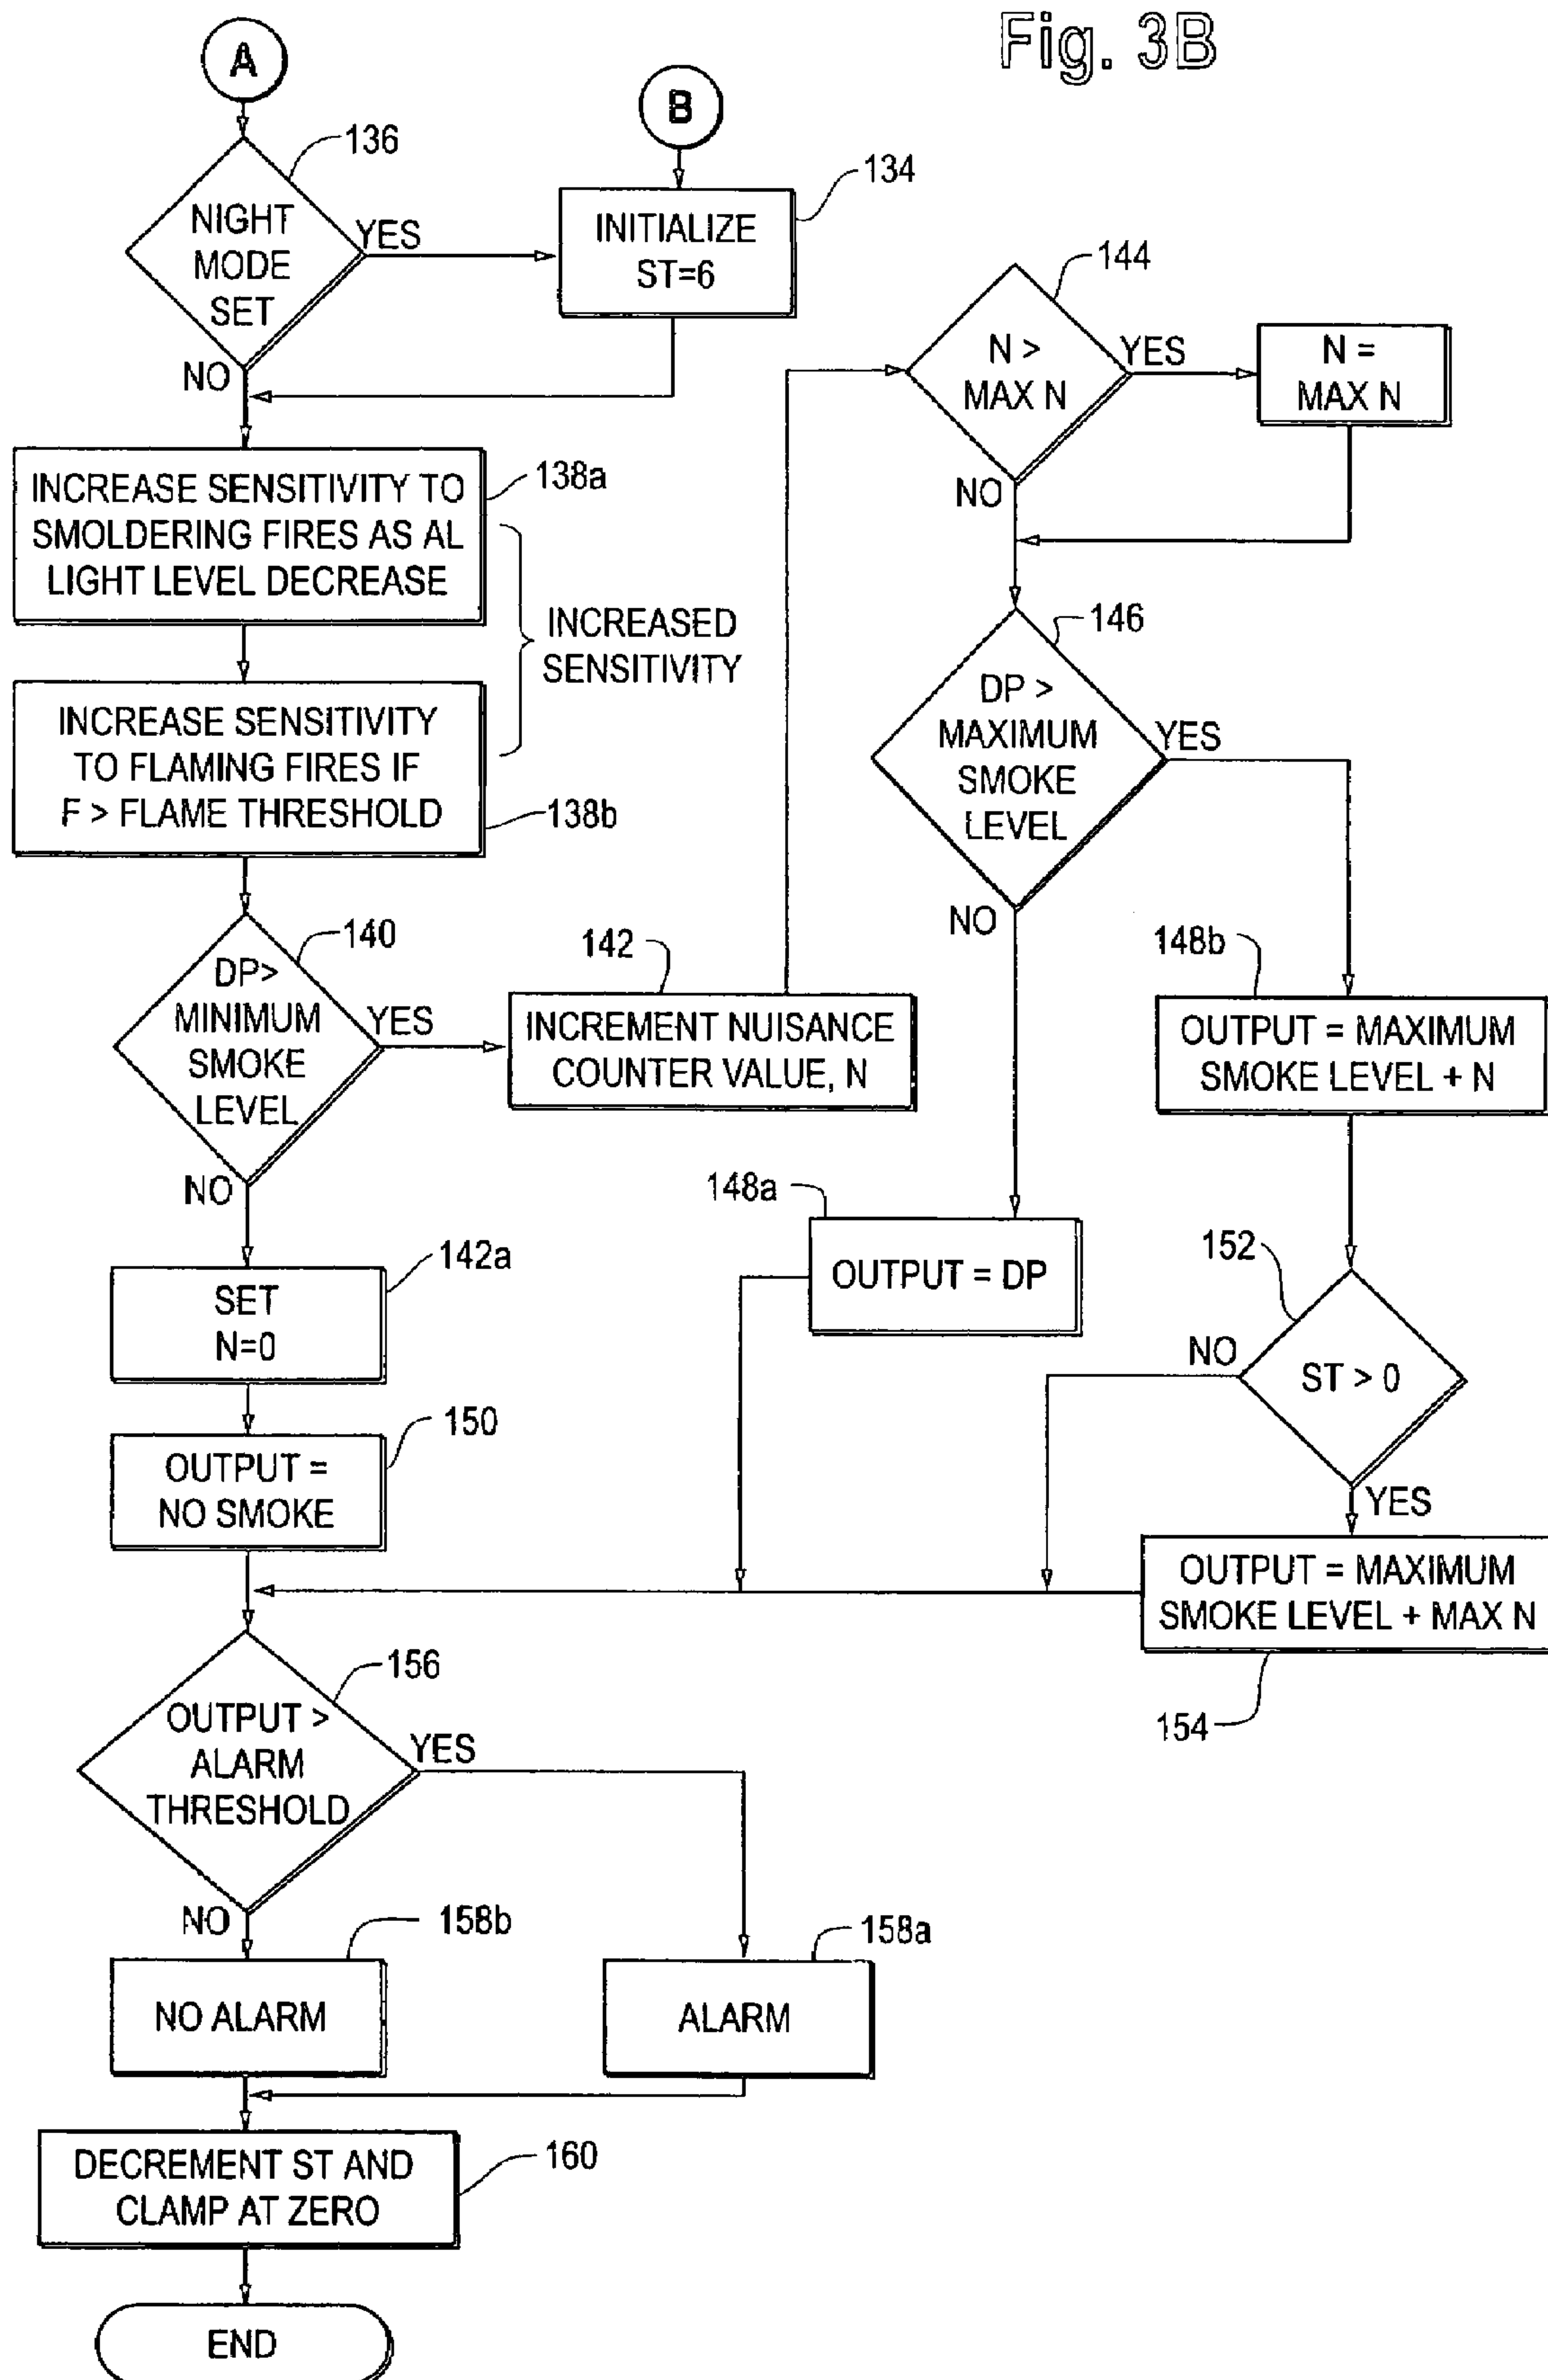 Fig. 3B
A
B
136
134
NIGHT
MODE
SET
YES
NO
INITIALIZE
ST=6
144
N >
MAX N
YES
NO
N =
MAX N
138a
INCREASE SENSITIVITY TO
SMOLDERING FIRES AS AL
LIGHT LEVEL DECREASE
INCREASED
SENSITIVITY
INCREASE SENSITIVITY
TO FLAMING FIRES IF
F > FLAME THRESHOLD
138b
146
DP >
MAXIMUM
SMOKE
LEVEL
YES
NO
140
DP>
MINIMUM
SMOKE
LEVEL
YES
NO
142
INCREMENT NUISANCE
COUNTER VALUE, N
148b
OUTPUT = MAXIMUM
SMOKE LEVEL + N
148a
OUTPUT = DP
142a
SET
N=0
152
ST > 0
NO
YES
150
OUTPUT =
NO SMOKE
OUTPUT = MAXIMUM
SMOKE LEVEL + MAX N
154
156
OUTPUT >
ALARM
THRESHOLD
YES
NO
158b
158a
NO ALARM
ALARM
DECREMENT ST AND
CLAMP AT ZERO
160
END